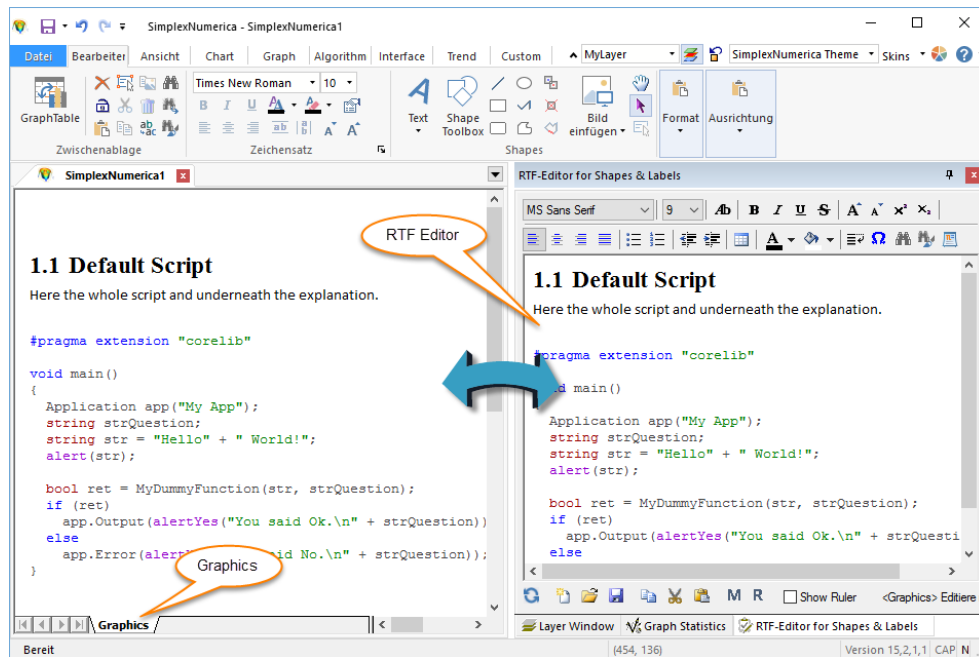 SimplexNumerica - SimplexNumerica1
Datei Bearbeiter Ansicht Chart Graph Algorithm Interface Trend Custom MyLayer SimplexNumerica Theme Skins
Times New Roman 10
GraphTable
Text Shape Toolbox Bild einfügen Format Ausrichtung
Zwischenablage Zeichensatz Shapes
SimplexNumerica1
1.1 Default Script
Here the whole script and underneath the explanation.
#pragma extension "corelib"
void main()
{
Application app("My App");
string strQuestion;
string str = "Hello" + " World!";
alert(str);
bool ret = MyDummyFunction(str, strQuestion);
if (ret)
app.Output(alertYes("You said Ok.\n" + strQuestion))
else
app.Error(alert id No.\n" + strQuestion));
}
RTF Editor
Graphics
Graphics
RTF-Editor for Shapes & Labels
MS Sans Serif 9 Ab B I U S A A x² x₂
1.1 Default Script
Here the whole script and underneath the explanation.
#pragma extension "corelib"
d main()
Application app("My App");
string strQuestion;
string str = "Hello" + " World!";
alert(str);
bool ret = MyDummyFunction(str, strQuestion);
if (ret)
app.Output(alertYes("You said Ok.\n" + strQuesti
else
M R Show Ruler <Graphics> Editiere
Layer Window Graph Statistics RTF-Editor for Shapes & Labels
Bereit (454, 136) Version 15,2,1,1 CAP N